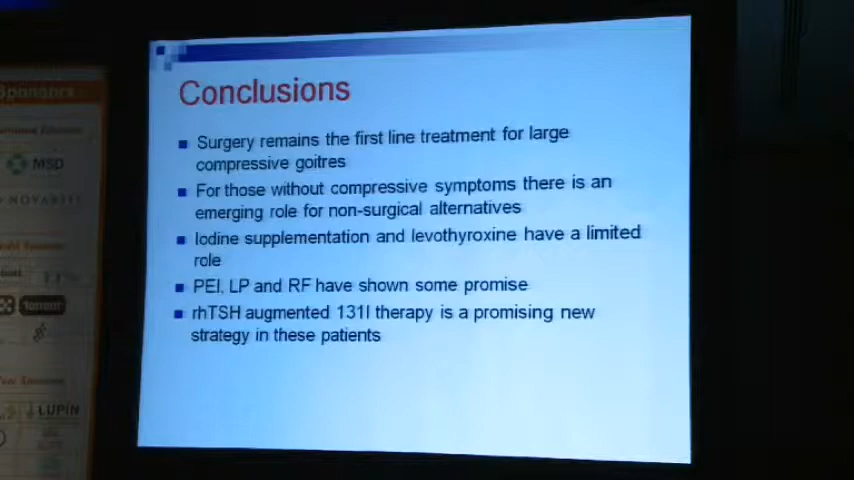 Conclusions
Surgery remains the first line treatment for large
compressive goitres
For those without compressive symptoms there is an
emerging role for non-surgical alternatives
Iodine supplementation and levothyroxine have a limited
role
PEI, LP and RF have shown some promise
rhTSH augmented 131I therapy is a promising new
strategy in these patients
Sponsors
MSD
NOVARTIS
torrent
LUPIN